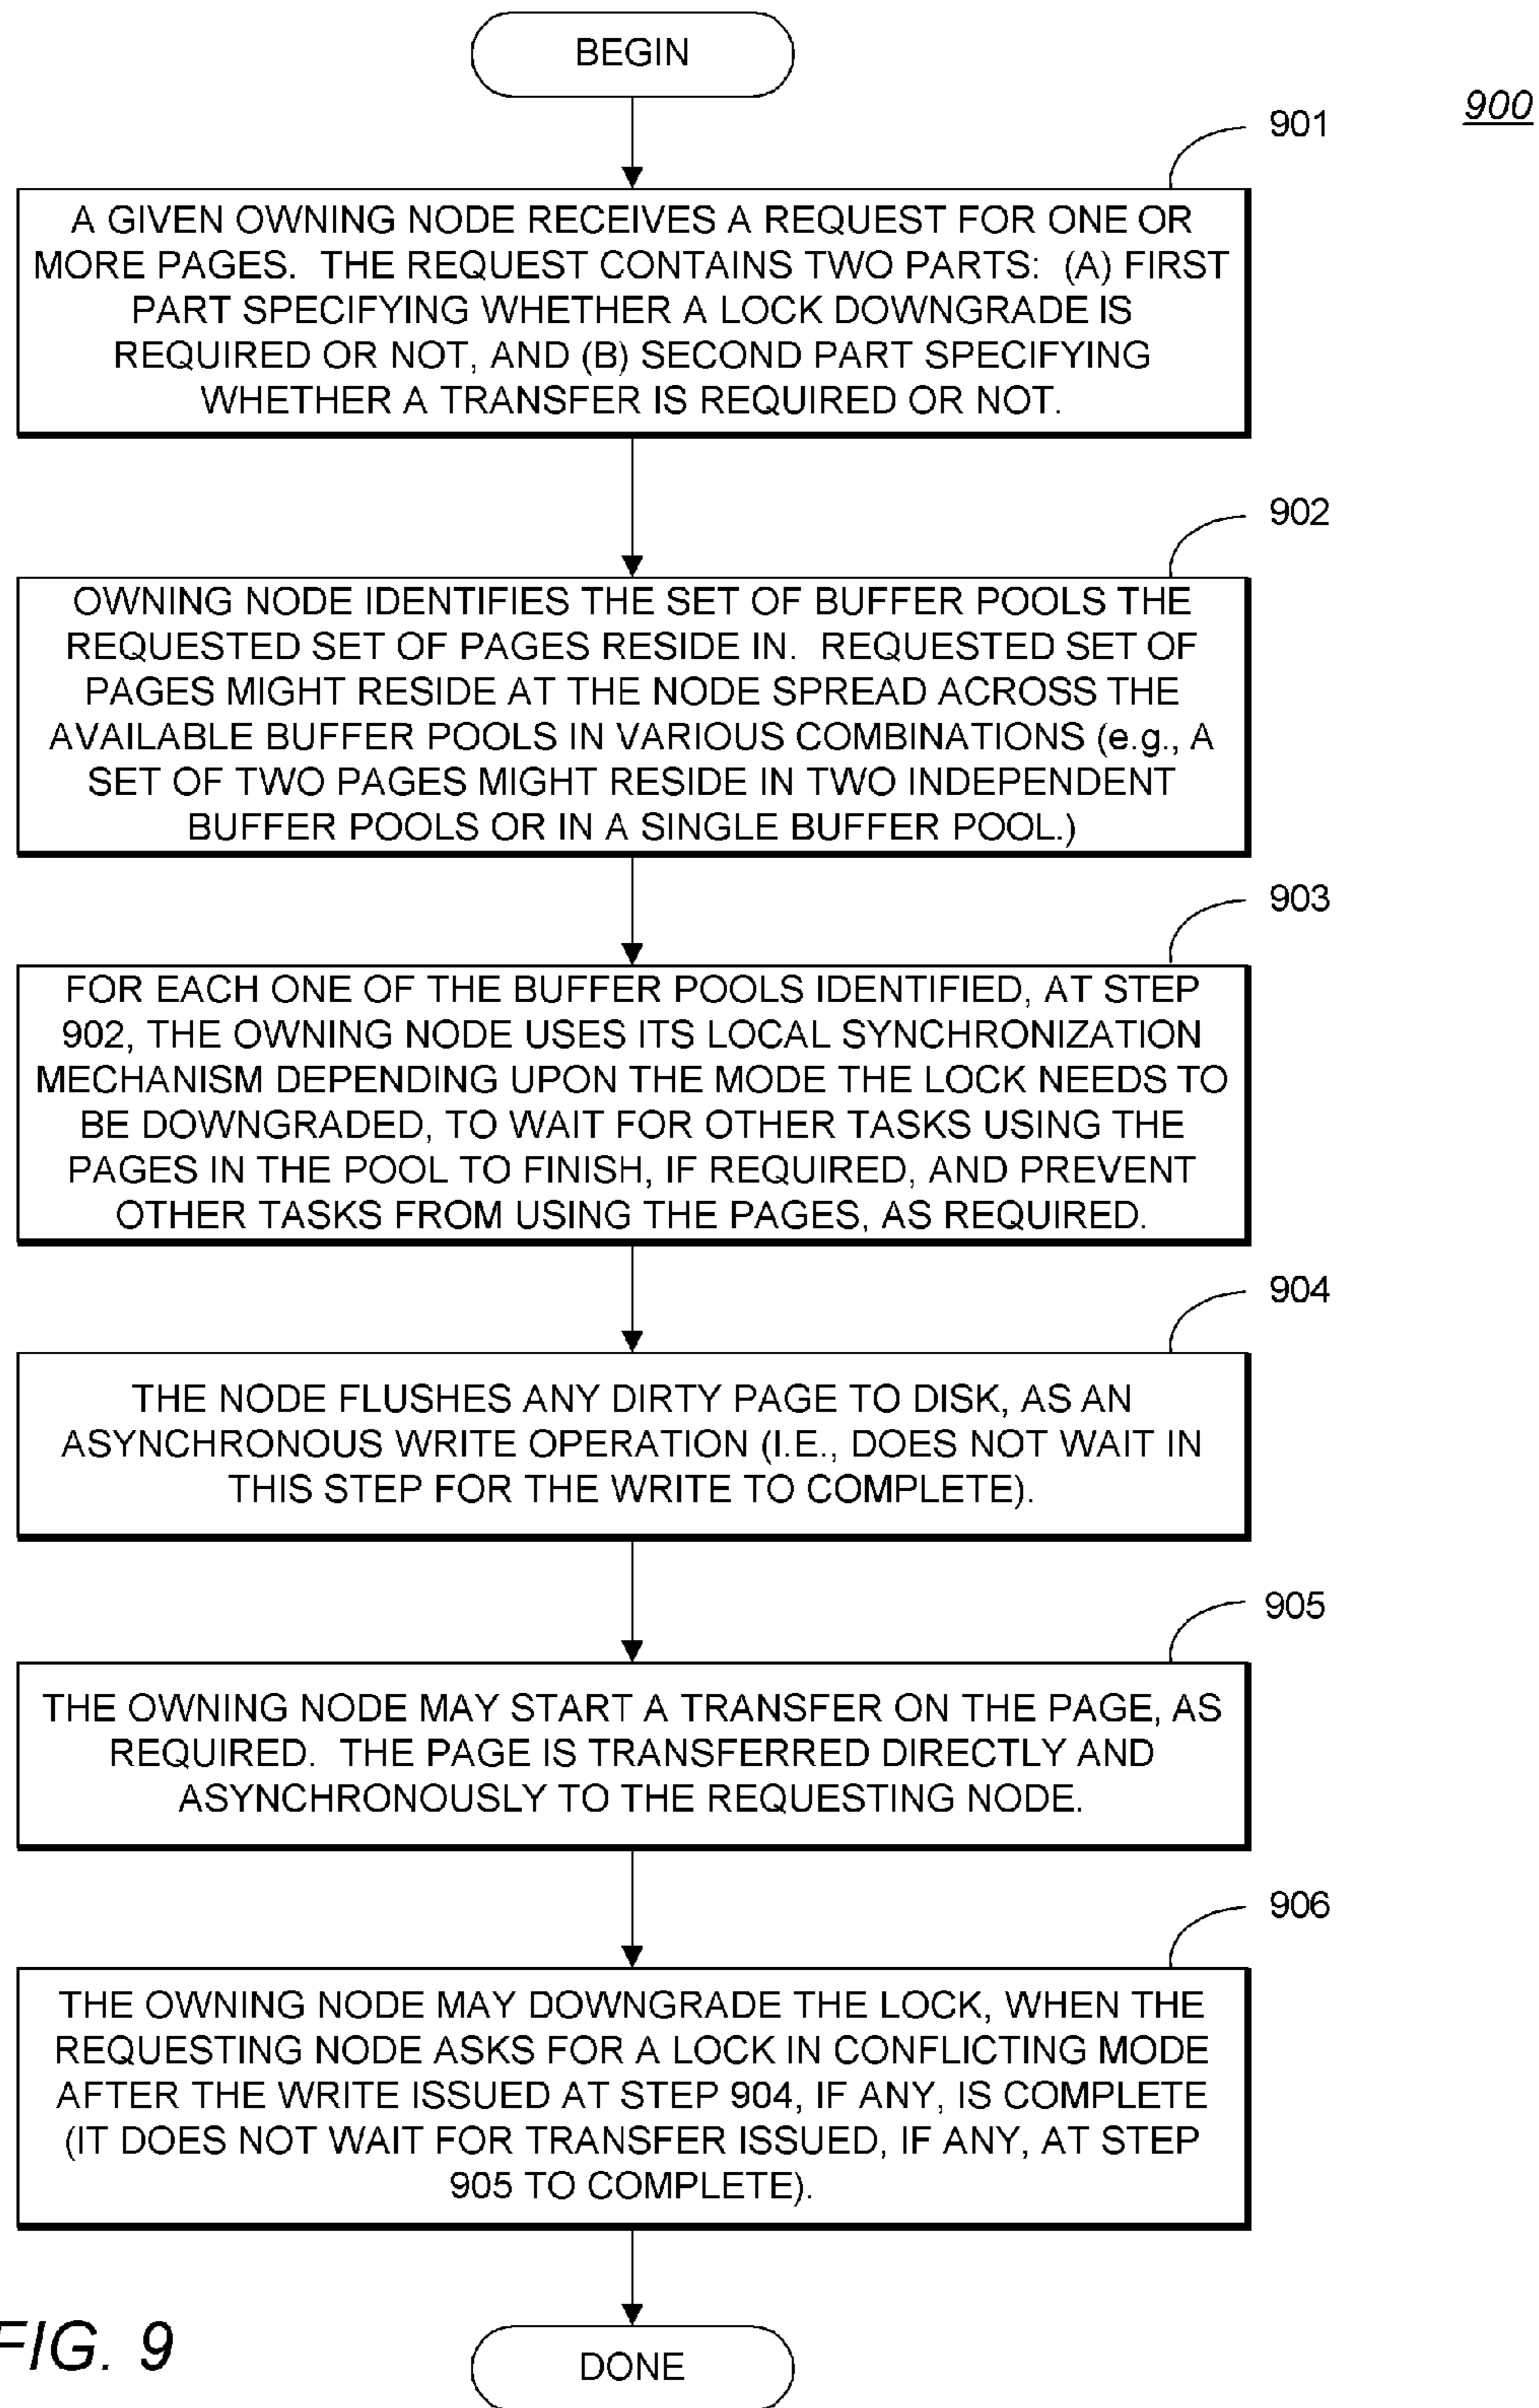 BEGIN
900
901
A GIVEN OWNING NODE RECEIVES A REQUEST FOR ONE OR
MORE PAGES. THE REQUEST CONTAINS TWO PARTS: (A) FIRST
PART SPECIFYING WHETHER A LOCK DOWNGRADE IS
REQUIRED OR NOT, AND (B) SECOND PART SPECIFYING
WHETHER A TRANSFER IS REQUIRED OR NOT.
902
OWNING NODE IDENTIFIES THE SET OF BUFFER POOLS THE
REQUESTED SET OF PAGES RESIDE IN. REQUESTED SET OF
PAGES MIGHT RESIDE AT THE NODE SPREAD ACROSS THE
AVAILABLE BUFFER POOLS IN VARIOUS COMBINATIONS (e.g., A
SET OF TWO PAGES MIGHT RESIDE IN TWO INDEPENDENT
BUFFER POOLS OR IN A SINGLE BUFFER POOL.)
903
FOR EACH ONE OF THE BUFFER POOLS IDENTIFIED, AT STEP
902, THE OWNING NODE USES ITS LOCAL SYNCHRONIZATION
MECHANISM DEPENDING UPON THE MODE THE LOCK NEEDS TO
BE DOWNGRADED, TO WAIT FOR OTHER TASKS USING THE
PAGES IN THE POOL TO FINISH, IF REQUIRED, AND PREVENT
OTHER TASKS FROM USING THE PAGES, AS REQUIRED.
904
THE NODE FLUSHES ANY DIRTY PAGE TO DISK, AS AN
ASYNCHRONOUS WRITE OPERATION (I.E., DOES NOT WAIT IN
THIS STEP FOR THE WRITE TO COMPLETE).
905
THE OWNING NODE MAY START A TRANSFER ON THE PAGE, AS
REQUIRED. THE PAGE IS TRANSFERRED DIRECTLY AND
ASYNCHRONOUSLY TO THE REQUESTING NODE.
906
THE OWNING NODE MAY DOWNGRADE THE LOCK, WHEN THE
REQUESTING NODE ASKS FOR A LOCK IN CONFLICTING MODE
AFTER THE WRITE ISSUED AT STEP 904, IF ANY, IS COMPLETE
(IT DOES NOT WAIT FOR TRANSFER ISSUED, IF ANY, AT STEP
905 TO COMPLETE).
DONE
FIG. 9